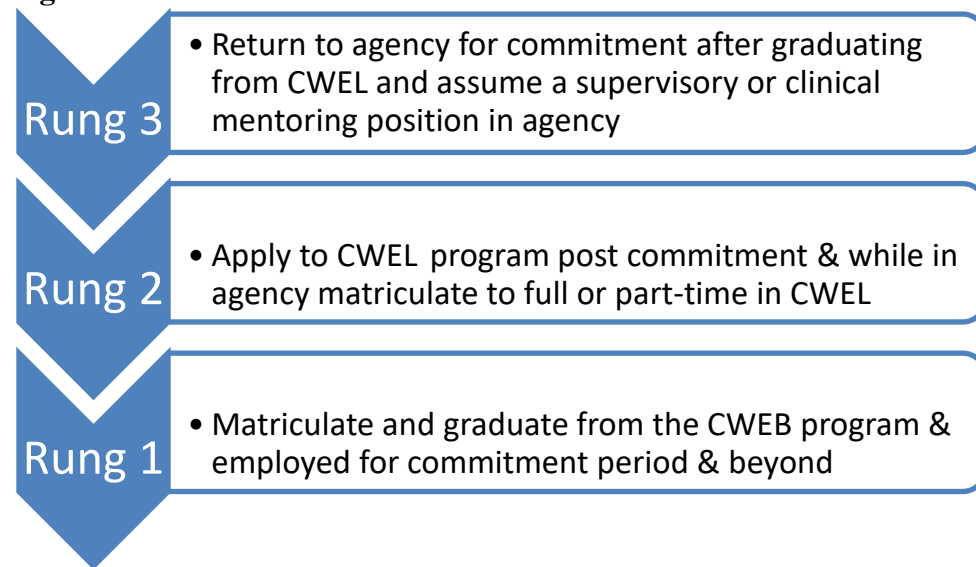 Rung 3
• Return to agency for commitment after graduating
from CWEL and assume a supervisory or clinical
mentoring position in agency
Rung 2
• Apply to CWEL program post commitment & while in
agency matriculate to full or part-time in CWEL
Rung 1
• Matriculate and graduate from the CWEB program &
employed for commitment period & beyond